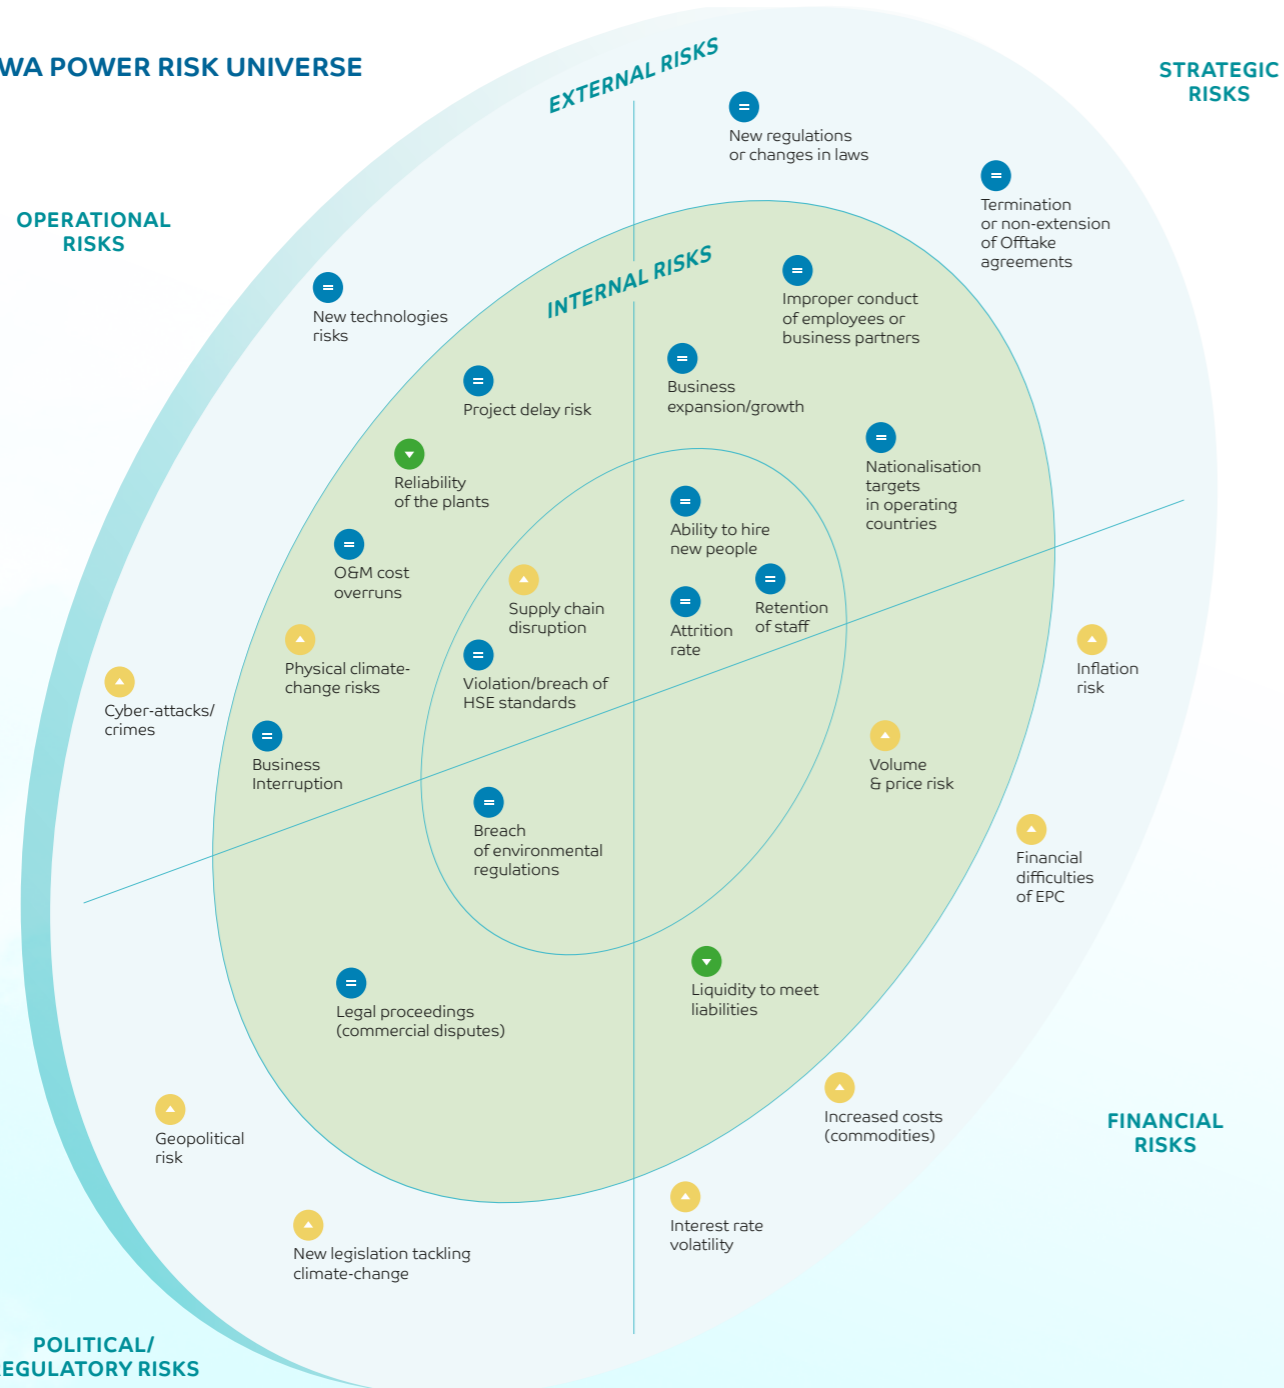 WA POWER RISK UNIVERSE
EXTERNAL RISKS
STRATEGIC
RISKS
New regulations
or changes in laws
Termination
or non-extension
of Offtake
agreements
OPERATIONAL
RISKS
INTERNAL RISKS
New technologies
risks
Improper conduct
of employees or
business partners
Project delay risk
Business
expansion/growth
Reliability
of the plants
Nationalisation
targets
in operating
countries
Ability to hire
new people
O&M cost
overruns
Supply chain
disruption
Attrition
rate
Retention
of staff
Physical climate-
change risks
Violation/breach of
HSE standards
Inflation
risk
Cyber-attacks/
crimes
Business
Interruption
Volume
& price risk
Breach
of environmental
regulations
Financial
difficulties
of EPC
Legal proceedings
(commercial disputes)
Liquidity to meet
liabilities
Geopolitical
risk
Increased costs
(commodities)
FINANCIAL
RISKS
New legislation tackling
climate-change
Interest rate
volatility
POLITICAL/
REGULATORY RISKS